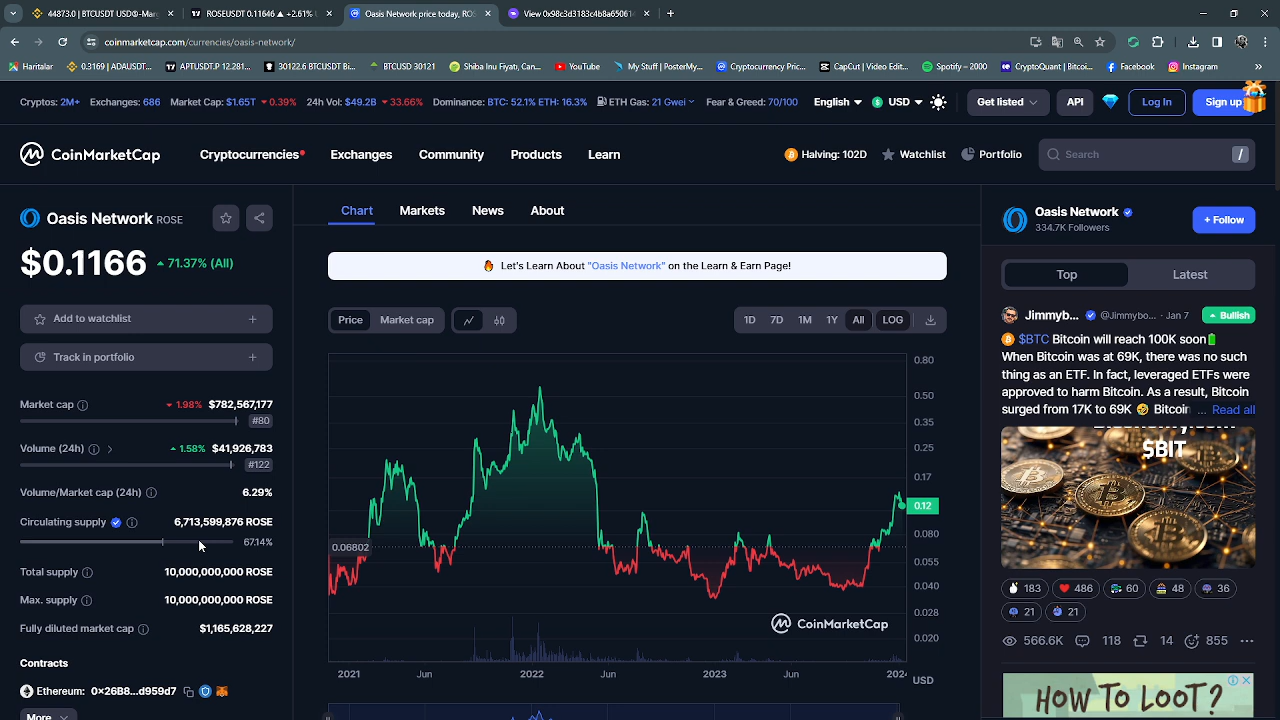 44873.0 | BTCUSDT USD®-Marg
ROSEUSDT 0.11646 ▲ +2.61% U
Oasis Network price today, ROS
View 0x98c3d3183c4b8a65061
coinmarketcap.com/currencies/oasis-network/
Haritalar
0.3169 | ADAUSDT...
APTUSDT.P 12.281...
30122.6 BTCUSDT Bi...
BTCUSD 30121
Shiba Inu Fiyatı, Can...
YouTube
My Stuff | PosterMy...
Cryptocurrency Pric...
CapCut | Video Edit...
Spotify – 2000
CryptoQuant | Bitcoi...
Facebook
Instagram
Cryptos: 2M+ Exchanges: 686 Market Cap: $1.65T 0.39% 24h Vol: $49.2B 33.66% Dominance: BTC: 52.1% ETH: 16.3% ETH Gas: 21 Gwei Fear & Greed: 70/100
English USD Get listed API Log In Sign up
CoinMarketCap Cryptocurrencies Exchanges Community Products Learn Halving: 102D Watchlist Portfolio Search /
Oasis Network ROSE
$0.1166 71.37% (All)
Add to watchlist +
Track in portfolio +
Market cap 1.98% $782,567,177
#80
Volume (24h) 1.58% $41,926,783
#122
Volume/Market cap (24h) 6.29%
Circulating supply 6,713,599,876 ROSE
67.14%
Total supply 10,000,000,000 ROSE
Max. supply 10,000,000,000 ROSE
Fully diluted market cap $1,165,628,227
Contracts
Ethereum: 0x26B8...d959d7
More
Chart Markets News About
Let's Learn About "Oasis Network" on the Learn & Earn Page!
Price Market cap
1D 7D 1M 1Y All LOG
0.80
0.50
0.35
0.25
0.17
0.12
0.080
0.055
0.040
0.028
0.020
0.06802
CoinMarketCap
2021 Jun 2022 Jun 2023 Jun 2024
USD
Oasis Network
334.7K Followers
+ Follow
Top Latest
Jimmyb... @Jimmybo... · Jan 7 Bullish
$BTC Bitcoin will reach 100K soon
When Bitcoin was at 69K, there was no such
thing as an ETF. In fact, leveraged ETFs were
approved to harm Bitcoin. As a result, Bitcoin
surged from 17K to 69K Bitcoin ... Read all
$BIT
183 486 60 48 36
21 21
566.6K 118 14 855
HOW TO LOOT?